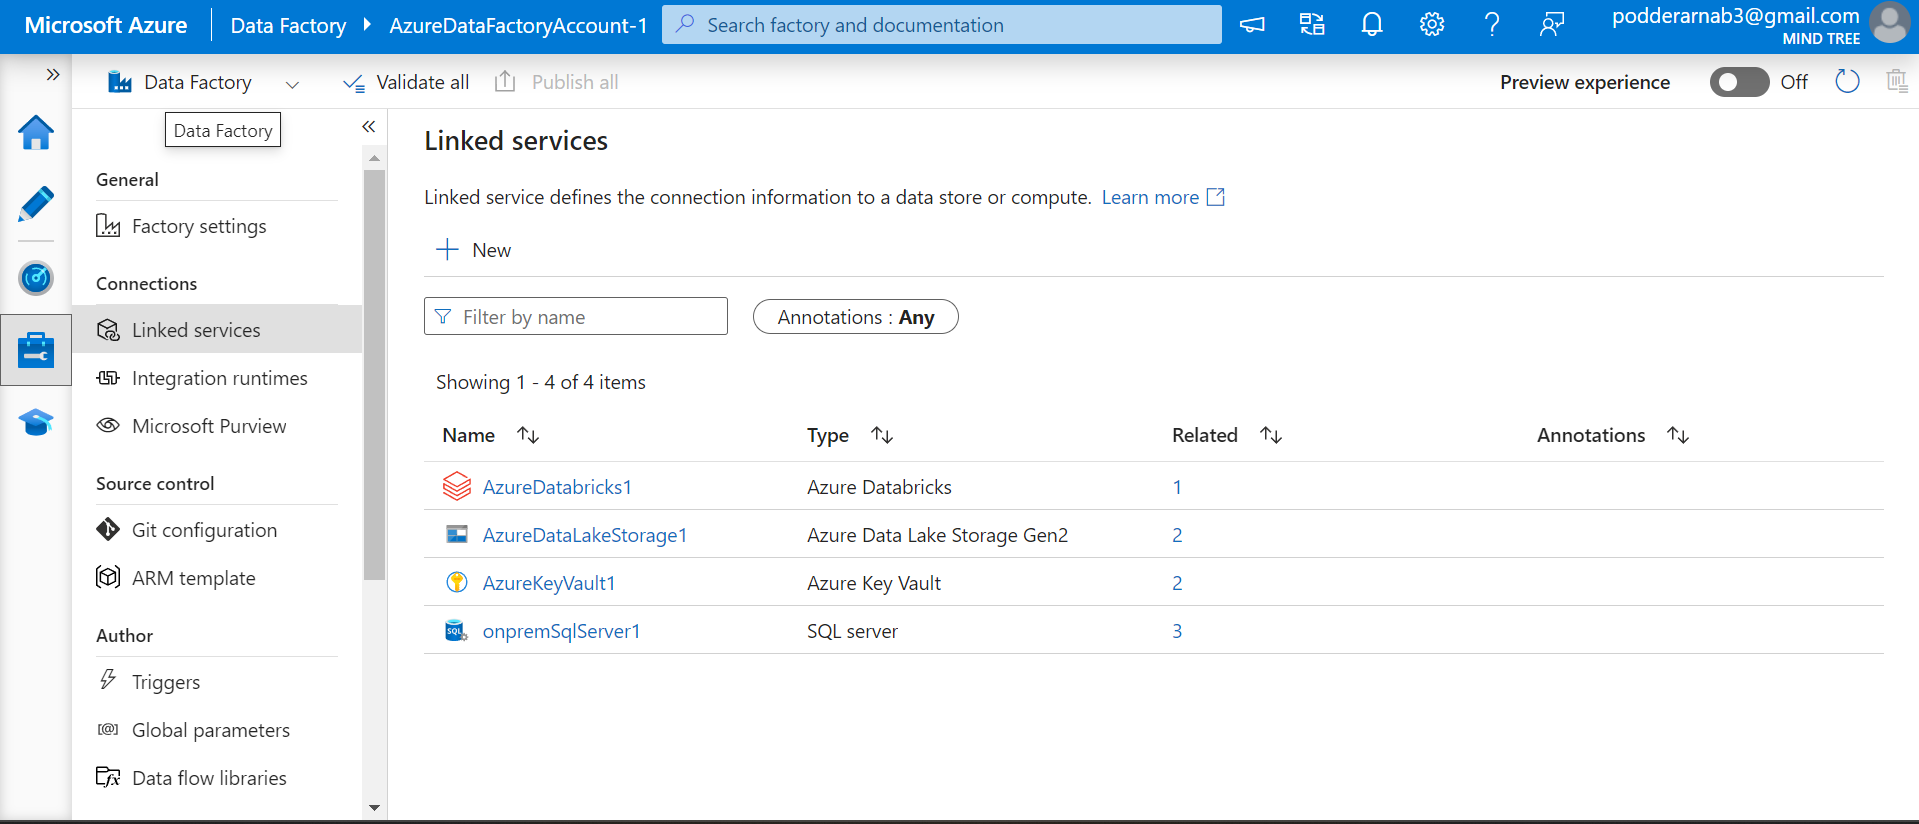 Microsoft Azure
Data Factory
AzureDataFactoryAccount-1
Search factory and documentation
podderarnab3@gmail.com
MIND TREE
Data Factory
Validate all
Publish all
Preview experience
Off
Data Factory
General
Factory settings
Connections
Linked services
Integration runtimes
Microsoft Purview
Source control
Git configuration
ARM template
Author
Triggers
Global parameters
Data flow libraries
Linked services
Linked service defines the connection information to a data store or compute. Learn more
New
Filter by name
Annotations : Any
Showing 1 - 4 of 4 items
Name Type Related Annotations
AzureDatabricks1 Azure Databricks 1
AzureDataLakeStorage1 Azure Data Lake Storage Gen2 2
AzureKeyVault1 Azure Key Vault 2
SQL onpremSqlServer1 SQL server 3